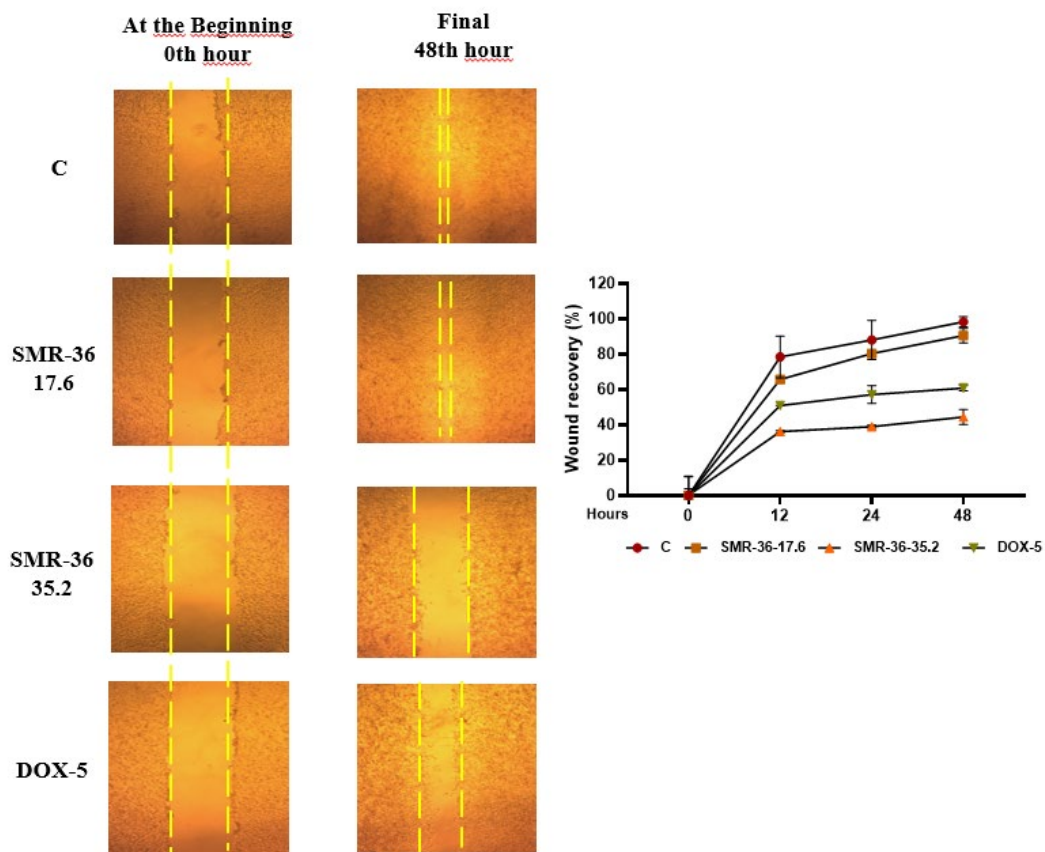 At the Beginning
0th hour
Final
48th hour
C
SMR-36
17.6
SMR-36
35.2
DOX-5
Wound recovery (%)
120
100
80
60
40
20
0
Hours
0
12
24
48
C
SMR-36-17.6
SMR-36-35.2
DOX-5